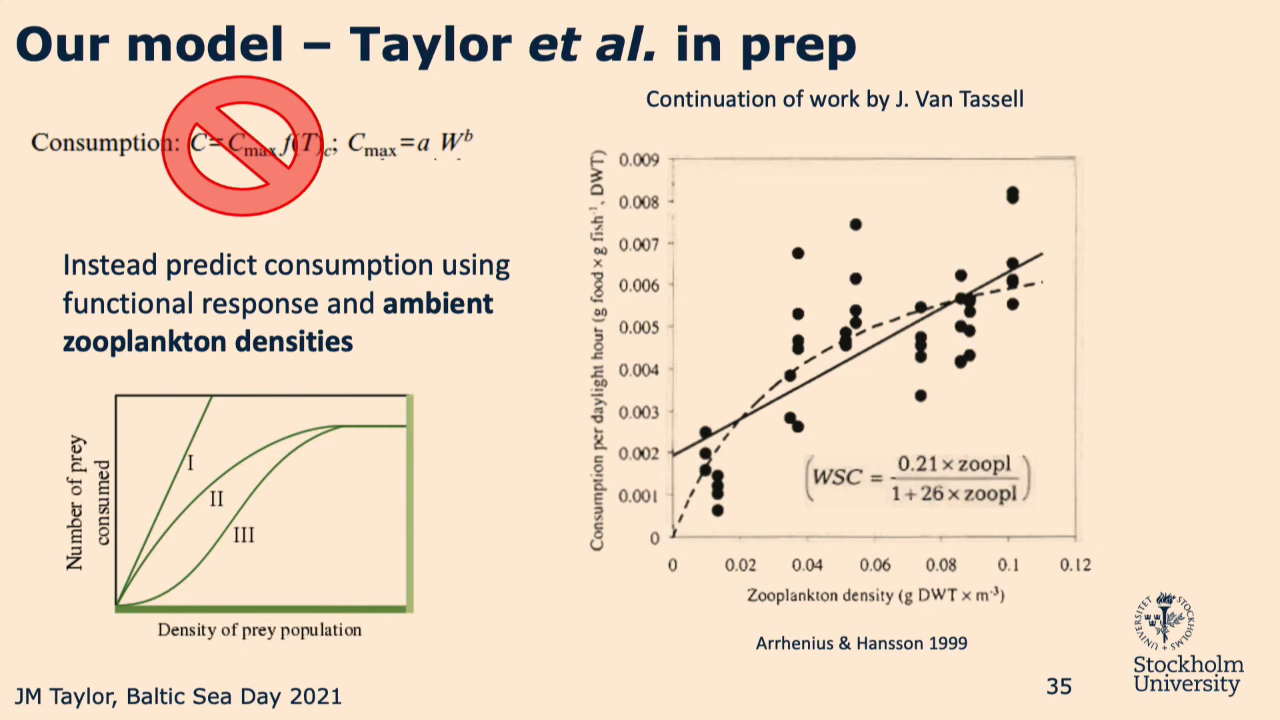 Our model – Taylor et al. in prep
Continuation of work by J. Van Tassell
Consumption: C= Cmax f(T)c; Cmax=a W^b
Instead predict consumption using
functional response and ambient
zooplankton densities
Number of prey
consumed
I
II
III
Density of prey population
Consumption per daylight hour (g food × g fish⁻¹, DWT)
0.009
0.008
0.007
0.006
0.005
0.004
0.003
0.002
0.001
0
WSC = 0.21×zoopl
1+26×zoopl
0 0.02 0.04 0.06 0.08 0.1 0.12
Zooplankton density (g DWT × m⁻³)
Arrhenius & Hansson 1999
JM Taylor, Baltic Sea Day 2021
35
STOCKHOLMS
UNIVERSITET
Stockholm
University